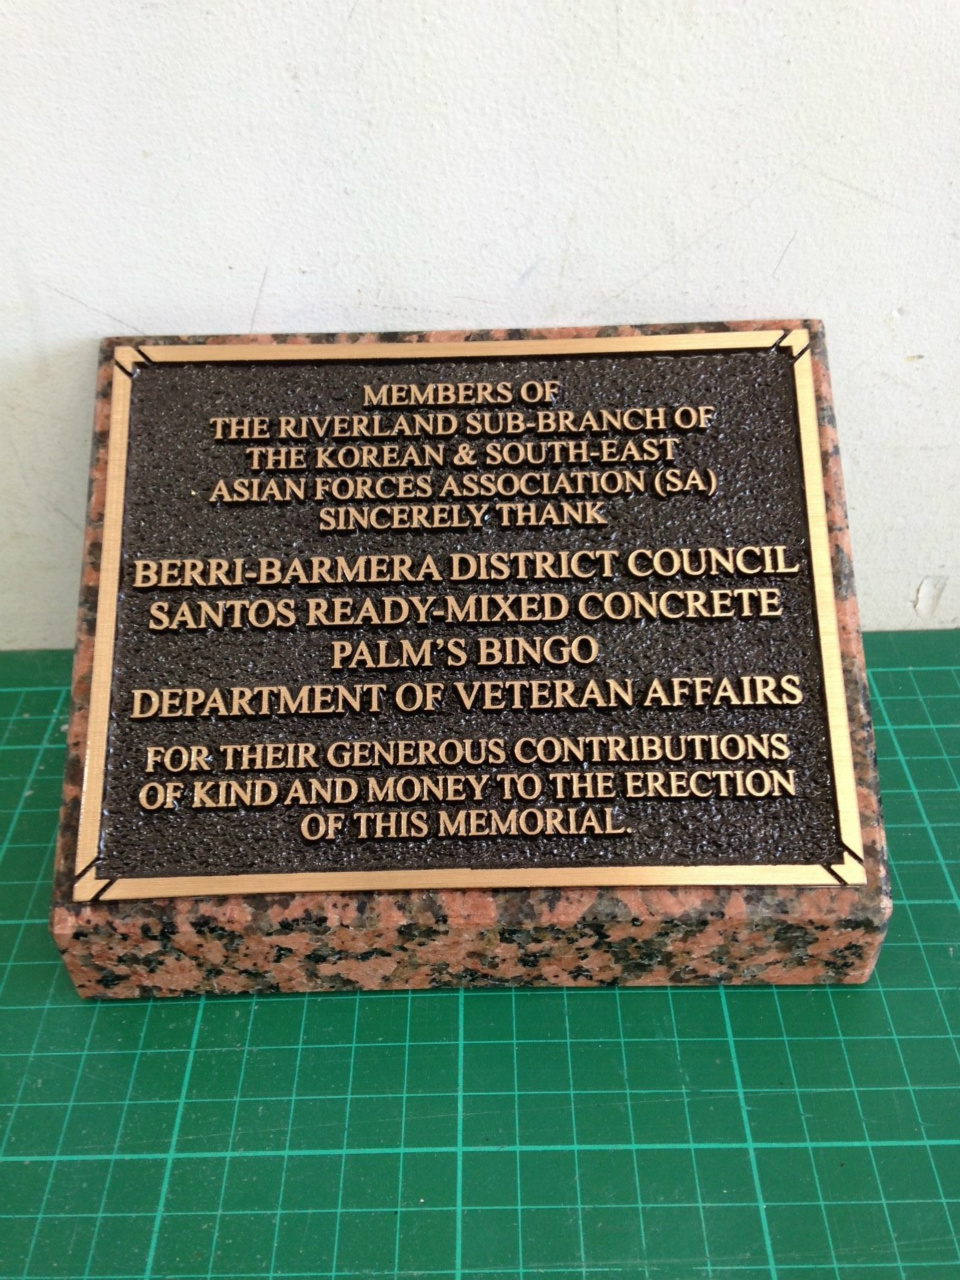 MEMBERS OF
THE RIVERLAND SUB-BRANCH OF
THE KOREAN & SOUTH-EAST
ASIAN FORCES ASSOCIATION (SA)
SINCERELY THANK
BERRI-BARMERA DISTRICT COUNCIL
SANTOS READY-MIXED CONCRETE
PALM'S BINGO
DEPARTMENT OF VETERAN AFFAIRS
FOR THEIR GENEROUS CONTRIBUTIONS
OF KIND AND MONEY TO THE ERECTION
OF THIS MEMORIAL.